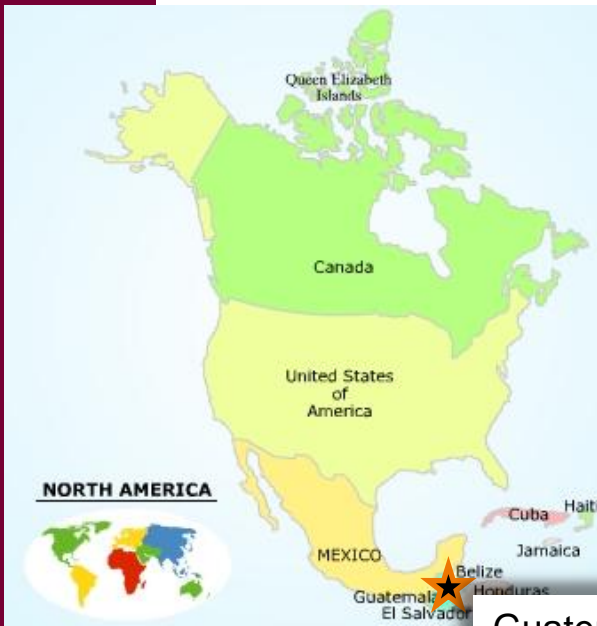 Queen Elizabeth
Islands
Canada
United States
of
America
NORTH AMERICA
Cuba
Haiti
Jamaica
MEXICO
Belize
Honduras
Guatemala
El Salvador